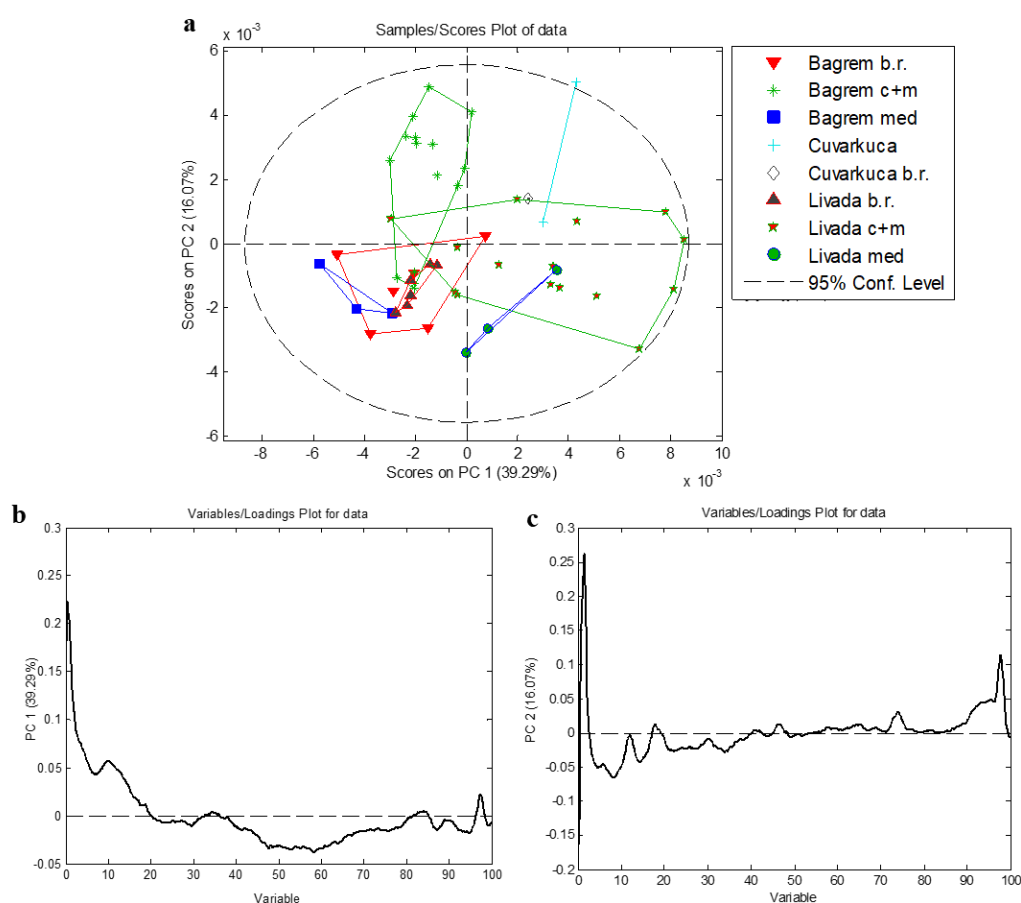 a
Samples/Scores Plot of data
x 10⁻³
6
4
2
0
-2
-4
-6
Scores on PC 2 (16.07%)
-8 -6 -4 -2 0 2 4 6 8 10
Scores on PC 1 (39.29%)
x 10⁻³
Bagrem b.r.
Bagrem c+m
Bagrem med
Cuvarkuca
Cuvarkuca b.r.
Livada b.r.
Livada c+m
Livada med
95% Conf. Level
b
Variables/Loadings Plot for data
0.3
0.25
0.2
0.15
0.1
0.05
0
-0.05
PC 1 (39.29%)
0 10 20 30 40 50 60 70 80 90 100
Variable
c
Variables/Loadings Plot for data
0.3
0.25
0.2
0.15
0.1
0.05
0
-0.05
-0.1
-0.15
-0.2
PC 2 (16.07%)
0 10 20 30 40 50 60 70 80 90 100
Variable